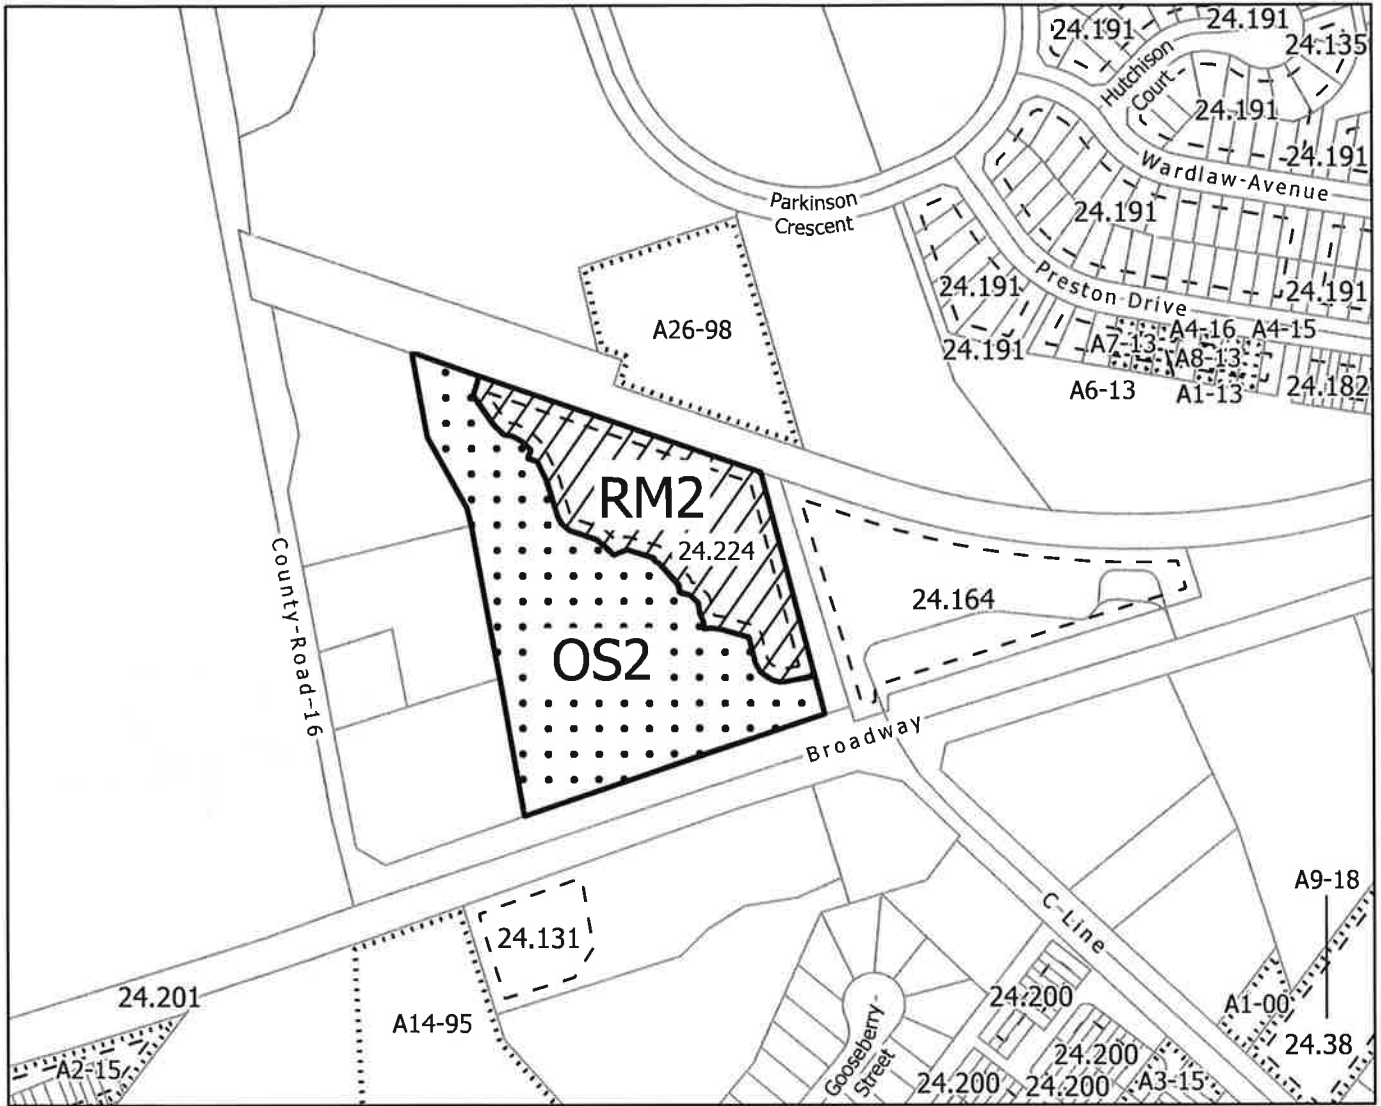 24.191
24.191
24.135
Hutchison
Court
24.191
24.191
Wardlaw-Avenue
Parkinson
Crescent
24.191
Preston-Drive
24.191
24.191
A26-98
A4-16
A4-15
A7-13
A8-13
24.191
A6-13
A1-13
24.182
RM2
24.224
24.164
County-Road-16
OS2
Broadway
C-Line
A9-18
24.131
24.201
A14-95
24.200
A1-00
24.38
A2-15
Gooseberry-
Street
24.200
24.200
24.200
A3-15